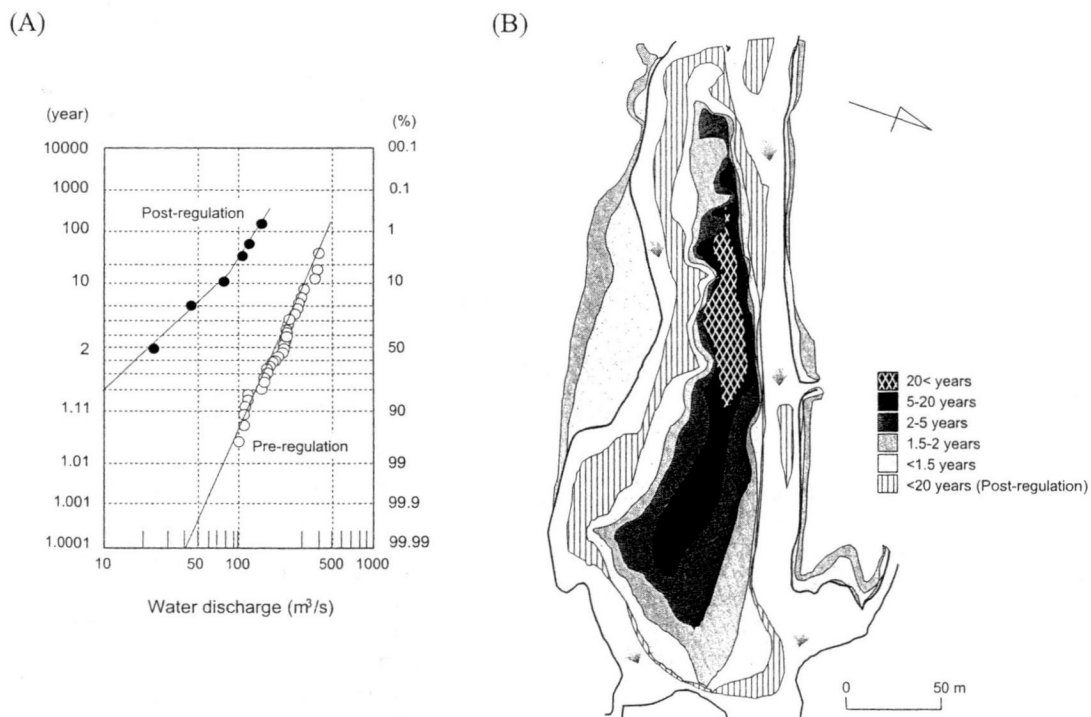 (A)
(year)
(%)
10000
1000
100
10
2
1.11
1.01
1.001
1.0001
00.1
0.1
1
10
50
90
99
99.9
99.99
Post-regulation
Pre-regulation
10
50
100
500
1000
Water discharge (m³/s)
(B)
20< years
5-20 years
2-5 years
1.5-2 years
<1.5 years
<20 years (Post-regulation)
0
50 m